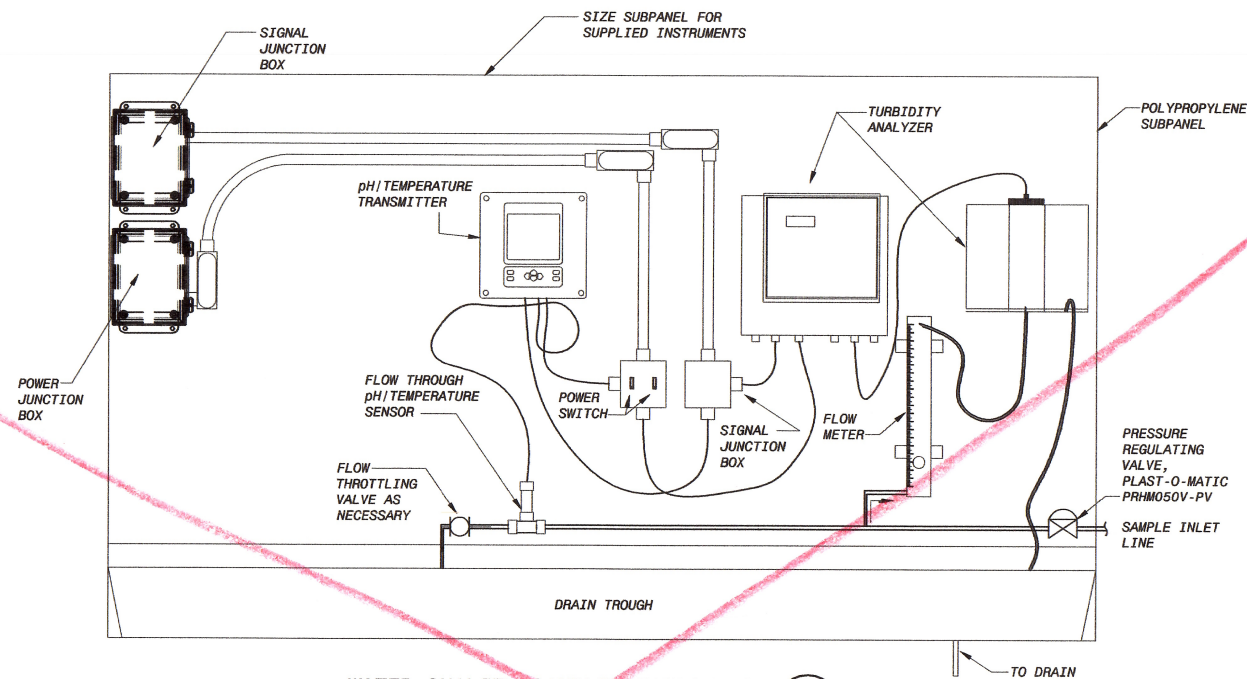 SIZE SUBPANEL FOR
SUPPLIED INSTRUMENTS
SIGNAL
JUNCTION
BOX
TURBIDITY
ANALYZER
POLYPROPYLENE
SUBPANEL
pH/TEMPERATURE
TRANSMITTER
POWER
JUNCTION
BOX
FLOW THROUGH
pH/TEMPERATURE
SENSOR
POWER
SWITCH
SIGNAL
JUNCTION
BOX
FLOW
METER
PRESSURE
REGULATING
VALVE,
PLAST-O-MATIC
PRHM050V-PV
FLOW
THROTTLING
VALVE AS
NECESSARY
SAMPLE INLET
LINE
DRAIN TROUGH
TO DRAIN